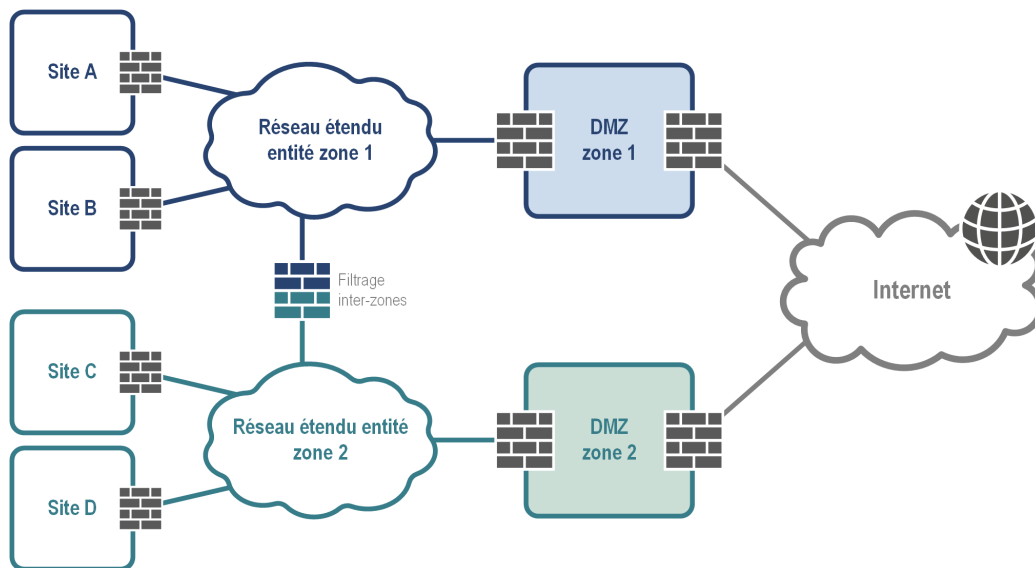 Site A
Site B
Réseau étendu
entité zone 1
DMZ
zone 1
Filtrage
inter-zones
Internet
Site C
Site D
Réseau étendu entité
zone 2
DMZ
zone 2